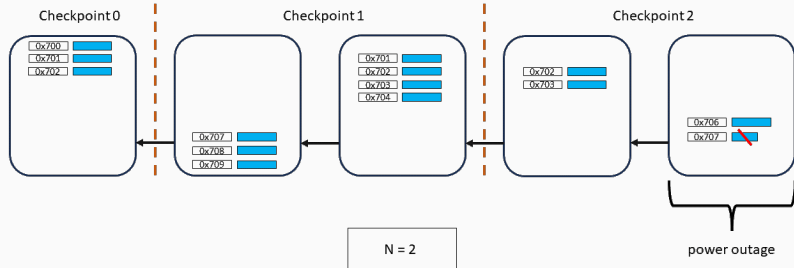 Checkpoint 0
Checkpoint 1
Checkpoint 2
0x700
0x701
0x702
0x707
0x708
0x709
0x701
0x702
0x703
0x704
0x702
0x703
0x706
0x707
N = 2
power outage